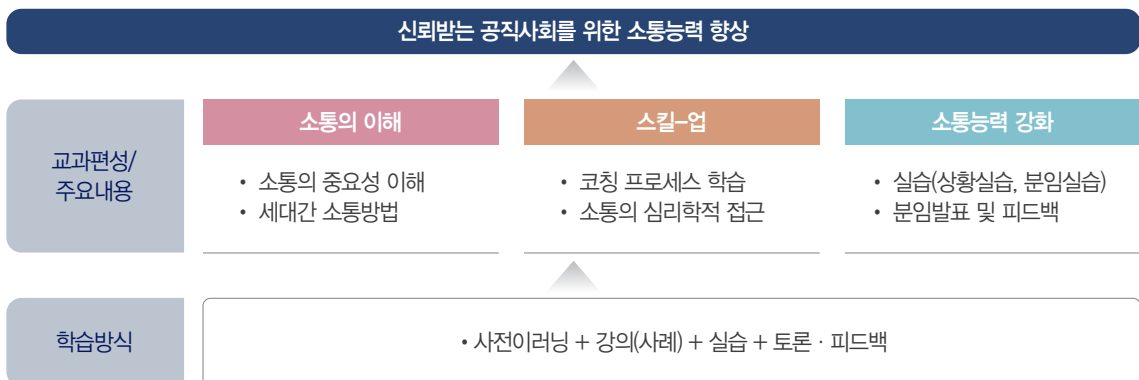 신뢰받는 공직사회를 위한 소통능력 향상
교과편성/
주요내용
소통의 이해
• 소통의 중요성 이해
• 세대간 소통방법
스킬-업
• 코칭 프로세스 학습
• 소통의 심리학적 접근
소통능력 강화
• 실습(상황실습, 분임실습)
• 분임발표 및 피드백
학습방식
• 사전이러닝 + 강의(사례) + 실습 + 토론 · 피드백